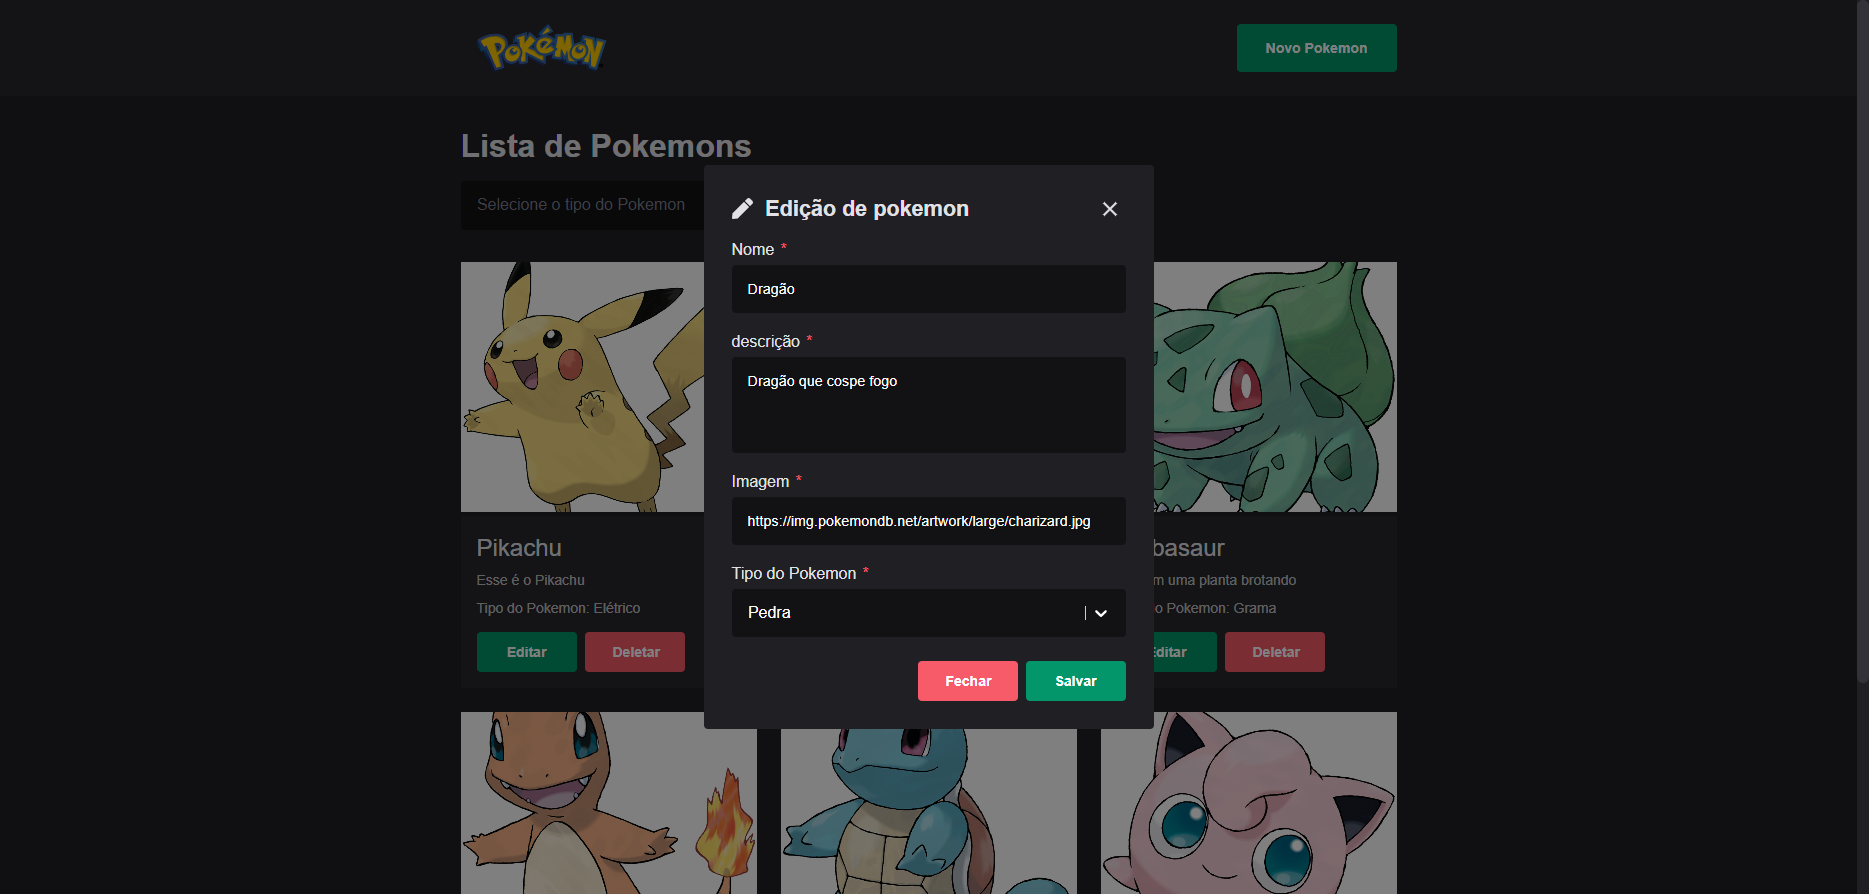 POKéMON
Novo Pokemon
Lista de Pokemons
Selecione o tipo do Pokemon
Edição de pokemon
Nome *
Dragão
descrição *
Dragão que cospe fogo
Imagem *
https://img.pokemondb.net/artwork/large/charizard.jpg
Tipo do Pokemon *
Pedra
Fechar
Salvar
Pikachu
Esse é o Pikachu
Tipo do Pokemon: Elétrico
Editar
Deletar
basaur
m uma planta brotando
o Pokemon: Grama
ditar
Deletar